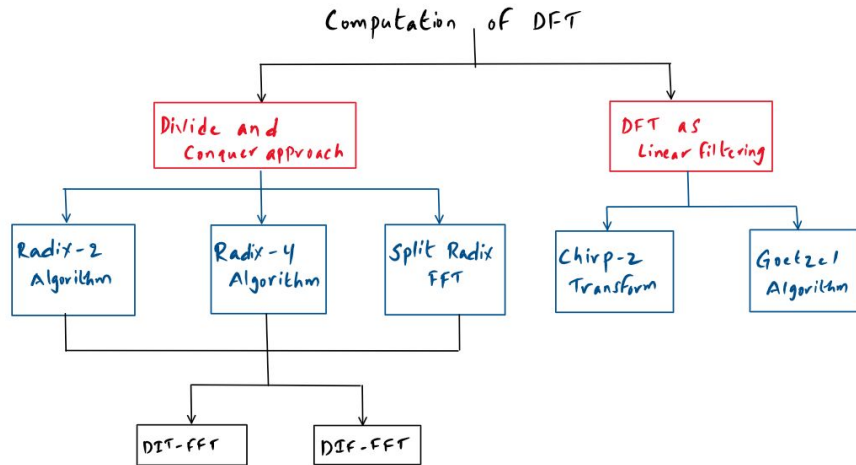 Computation of DFT
Divide and
Conquer approach
DFT as
Linear filtering
Radix-2
Algorithm
Radix-4
Algorithm
Split Radix
FFT
Chirp-z
Transform
Goetzel
Algorithm
DIT-FFT
DIF-FFT